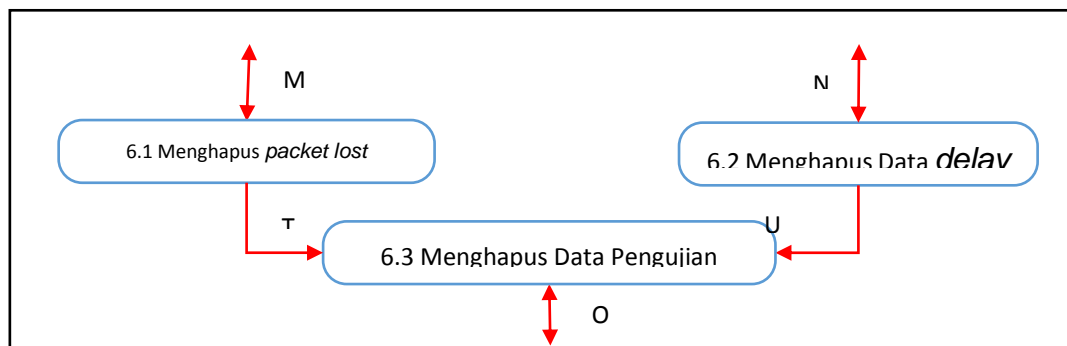 M
N
6.1 Menghapus packet lost
6.2 Menghapus Data delay
T
U
6.3 Menghapus Data Pengujian
O